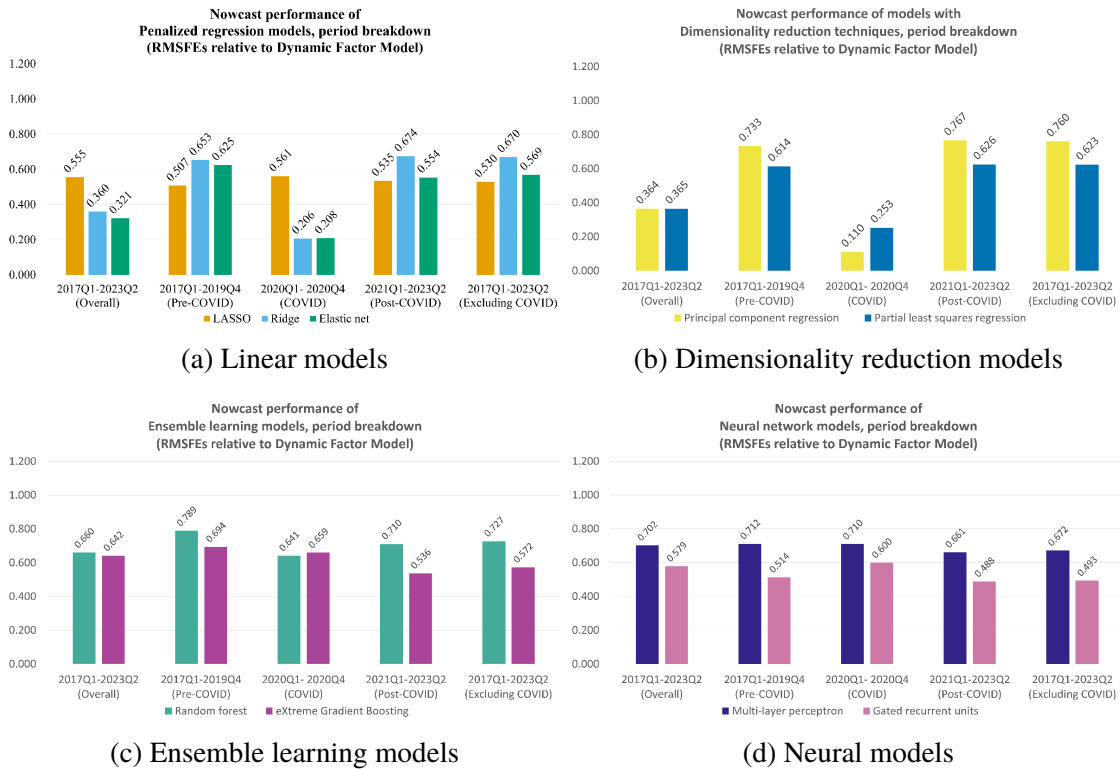 Nowcast performance of
Penalized regression models, period breakdown
(RMSFEs relative to Dynamic Factor Model)
1.200
1.000
0.800
0.600
0.400
0.200
0.000
0.555
0.360
0.321
0.507
0.653
0.625
0.561
0.206
0.208
0.535
0.674
0.554
0.530
0.670
0.569
2017Q1-2023Q2 2017Q1-2019Q4 2020Q1- 2020Q4 2021Q1-2023Q2 2017Q1-2023Q2
(Overall) (Pre-COVID) (COVID) (Post-COVID) (Excluding COVID)
LASSO Ridge Elastic net
(a) Linear models
Nowcast performance of models with
Dimensionality reduction techniques, period breakdown
(RMSFEs relative to Dynamic Factor Model)
1.200
1.000
0.800
0.600
0.400
0.200
0.000
0.364
0.365
0.733
0.614
0.110
0.253
0.767
0.626
0.760
0.623
2017Q1-2023Q2 2017Q1-2019Q4 2020Q1- 2020Q4 2021Q1-2023Q2 2017Q1-2023Q2
(Overall) (Pre-COVID) (COVID) (Post-COVID) (Excluding COVID)
Principal component regression Partial least squares regression
(b) Dimensionality reduction models
Nowcast performance of
Ensemble learning models, period breakdown
(RMSFEs relative to Dynamic Factor Model)
1.200
1.000
0.800
0.600
0.400
0.200
0.000
0.660
0.642
0.789
0.694
0.641
0.659
0.710
0.536
0.727
0.572
2017Q1-2023Q2 2017Q1-2019Q4 2020Q1- 2020Q4 2021Q1-2023Q2 2017Q1-2023Q2
(Overall) (Pre-COVID) (COVID) (Post-COVID) (Excluding COVID)
Random forest eXtreme Gradient Boosting
(c) Ensemble learning models
Nowcast performance of
Neural network models, period breakdown
(RMSFEs relative to Dynamic Factor Model)
1.200
1.000
0.800
0.600
0.400
0.200
0.000
0.702
0.579
0.712
0.514
0.710
0.600
0.661
0.488
0.672
0.493
2017Q1-2023Q2 2017Q1-2019Q4 2020Q1- 2020Q4 2021Q1-2023Q2 2017Q1-2023Q2
(Overall) (Pre-COVID) (COVID) (Post-COVID) (Excluding COVID)
Multi-layer perceptron Gated recurrent units
(d) Neural models